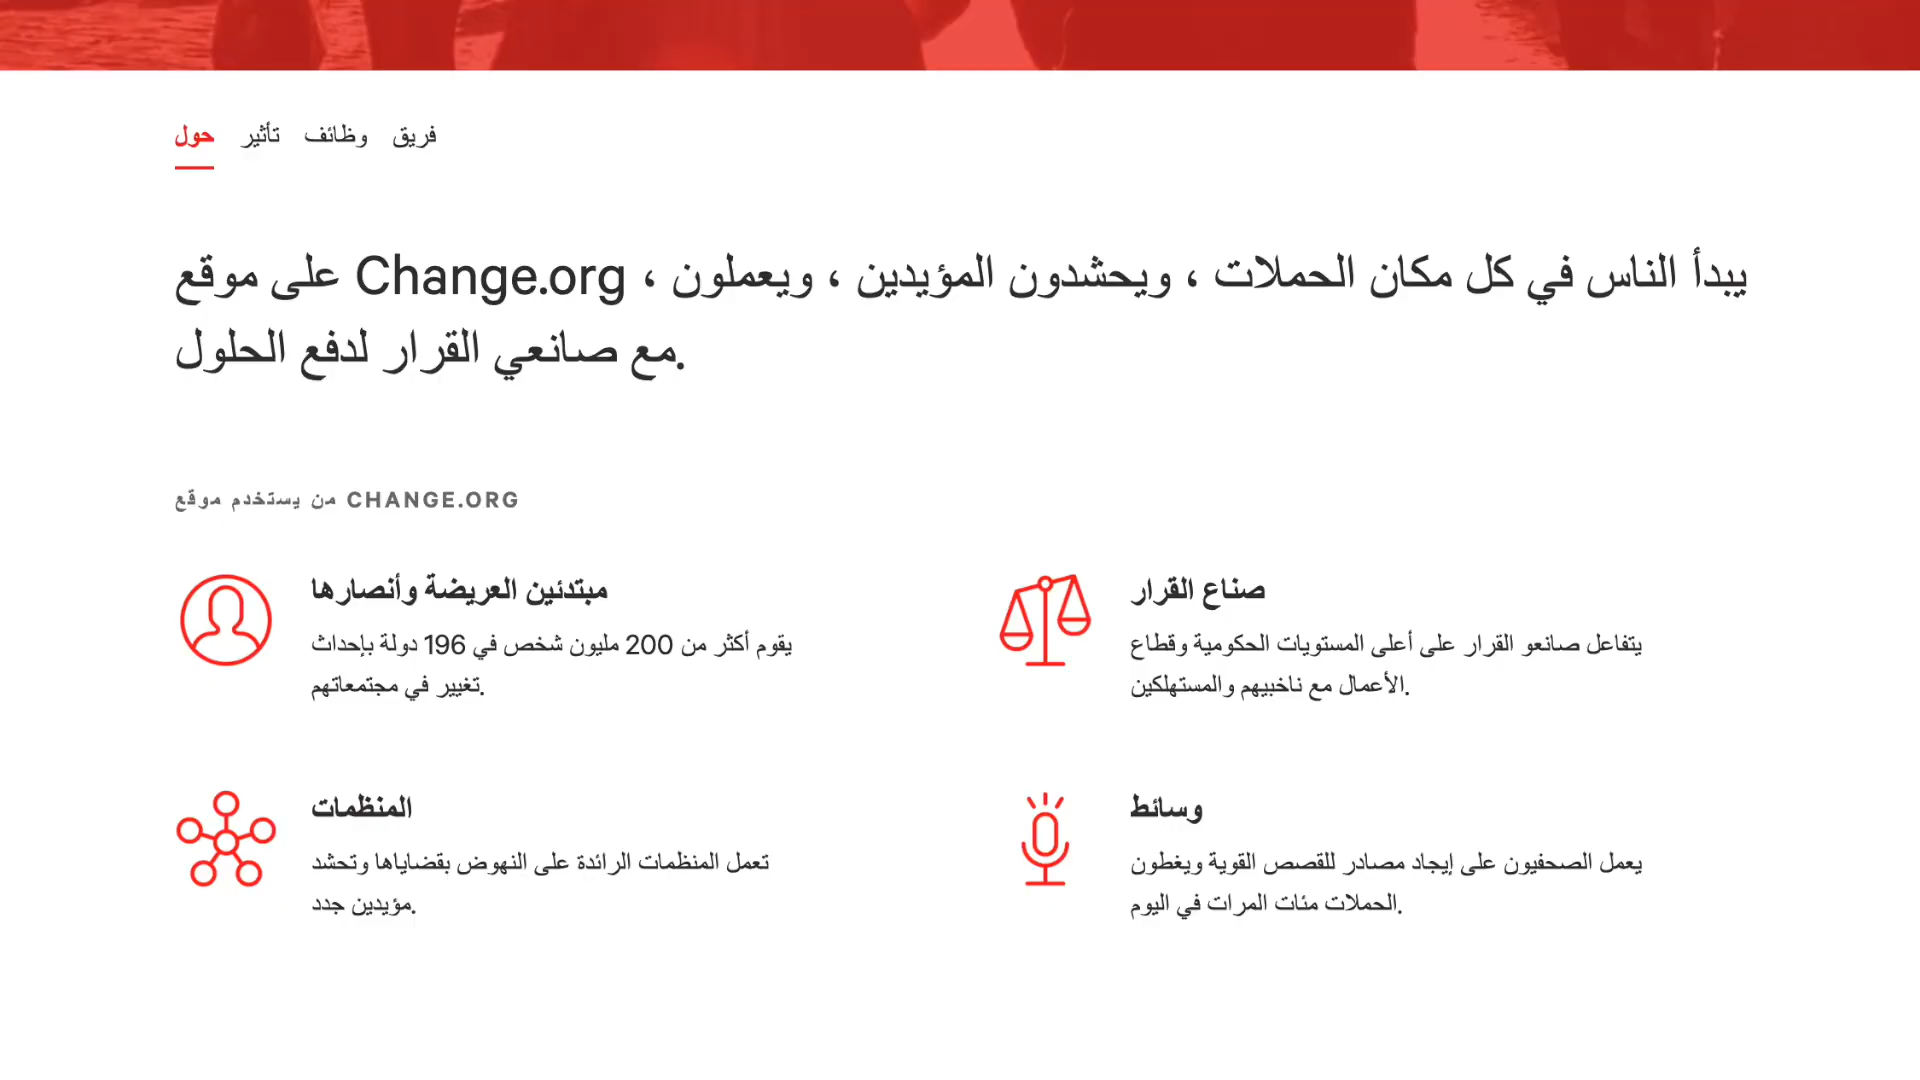 حول تأثير وظائف فريق
على موقع Change.org ، يبدأ الناس في كل مكان الحملات ، ويحشدون المؤيدين ، ويعملون
مع صانعي القرار لدفع الحلول.
من يستخدم موقع CHANGE.ORG
مبتدئين العريضة وأنصارها
يقوم أكثر من 200 مليون شخص في 196 دولة بإحداث
تغيير في مجتمعاتهم.
صناع القرار
يتفاعل صانعو القرار على أعلى المستويات الحكومية وقطاع
الأعمال مع ناخبيهم والمستهلكين.
المنظمات
تعمل المنظمات الرائدة على النهوض بقضاياها وتحشد
مؤيدين جدد.
وسائط
يعمل الصحفيون على إيجاد مصادر للقصص القوية ويغطون
الحملات مئات المرات في اليوم.